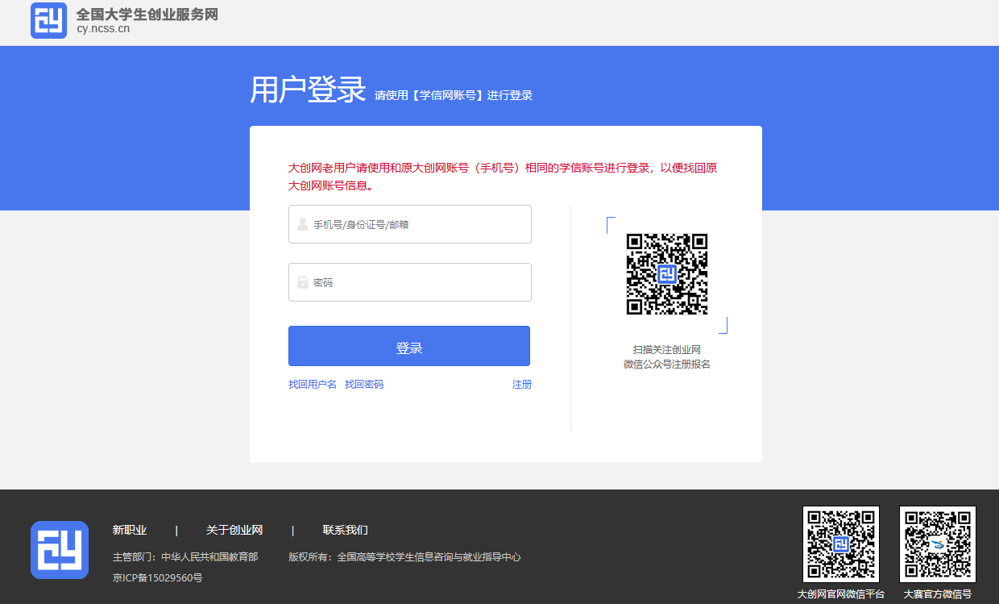 全国大学生创业服务网
cy.ncss.cn
用户登录 请使用【学信网账号】进行登录
大创网老用户请使用和原大创网账号（手机号）相同的学信账号进行登录，以便找回原
大创网账号信息。
手机号/身份证号/邮箱
密码
登录
找回用户名 找回密码 注册
扫描关注创业网
微信公众号注册报名
新职业 | 关于创业网 | 联系我们
主管部门：中华人民共和国教育部 版权所有：全国高等学校学生信息咨询与就业指导中心
京ICP备15029560号
大创网官网微信平台 大赛官方微信号